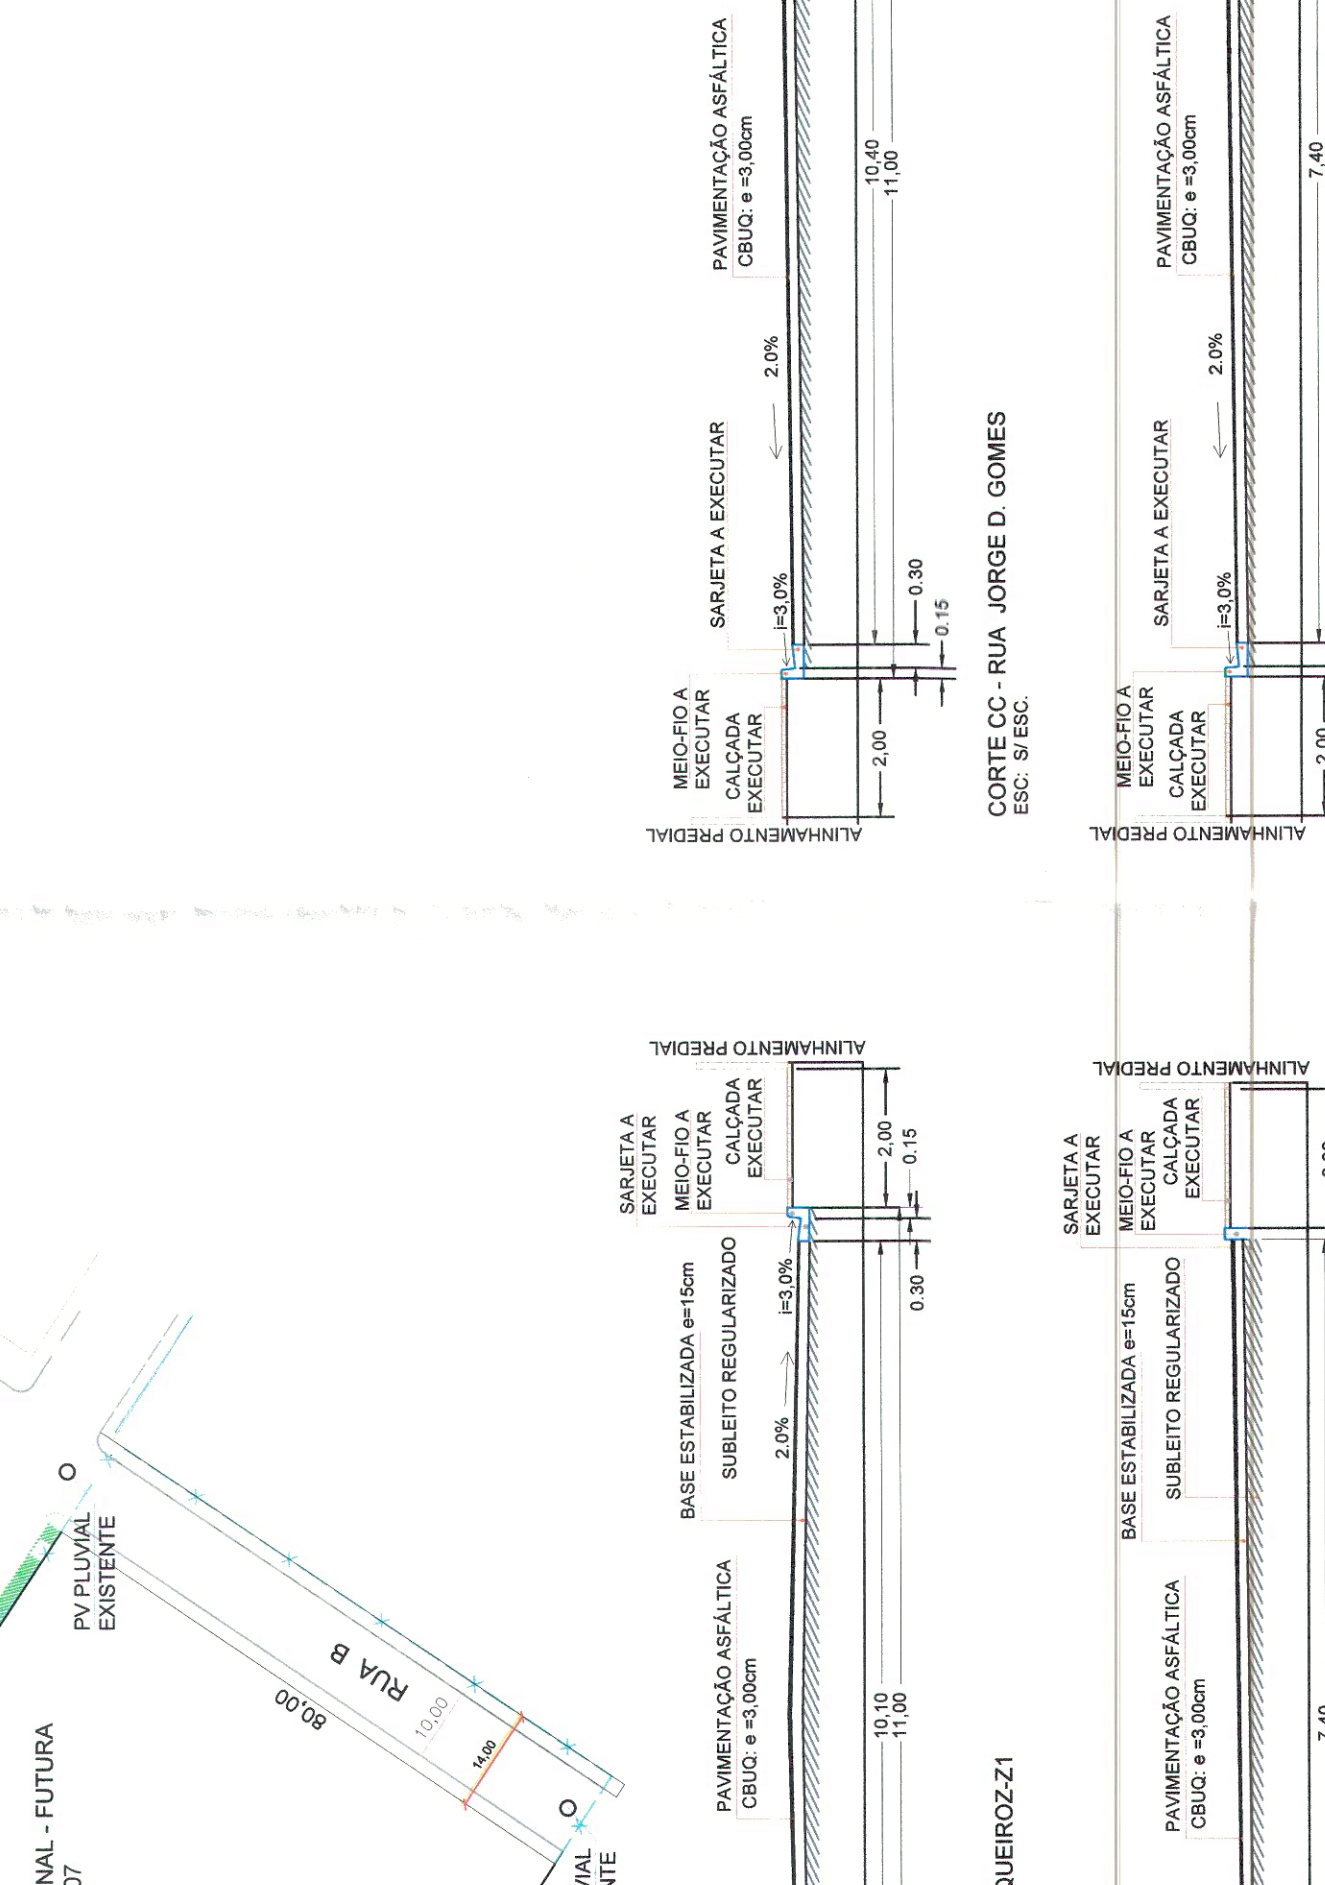 PAVIMENTAÇÃO ASFÁLTICA
CBUQ: e =3,00cm
2.0%
SARJETA A EXECUTAR
i=3,0%
MEIO-FIO A
EXECUTAR
CALÇADA
EXECUTAR
ALINHAMENTO PREDIAL
10,40
11,00
0.30
0.15
2,00
CORTE CC - RUA JORGE D. GOMES
ESC: S/ ESC.
PAVIMENTAÇÃO ASFÁLTICA
CBUQ: e =3,00cm
2.0%
SARJETA A EXECUTAR
i=3,0%
MEIO-FIO A
EXECUTAR
CALÇADA
EXECUTAR
ALINHAMENTO PREDIAL
7,40
2,00
NAL - FUTURA
07
PV PLUVIAL
EXISTENTE
RUA B
80,00
10,00
14,00
VIAL
NTE
SARJETA A
EXECUTAR
MEIO-FIO A
EXECUTAR
CALÇADA
EXECUTAR
ALINHAMENTO PREDIAL
BASE ESTABILIZADA e=15cm
SUBLEITO REGULARIZADO
i=3,0%
2.0%
PAVIMENTAÇÃO ASFÁLTICA
CBUQ: e =3,00cm
2,00
0.15
0.30
10,10
11,00
QUEIROZ-Z1
SARJETA A
EXECUTAR
MEIO-FIO A
EXECUTAR
CALÇADA
EXECUTAR
ALINHAMENTO PREDIAL
BASE ESTABILIZADA e=15cm
SUBLEITO REGULARIZADO
PAVIMENTAÇÃO ASFÁLTICA
CBUQ: e =3,00cm
7,40